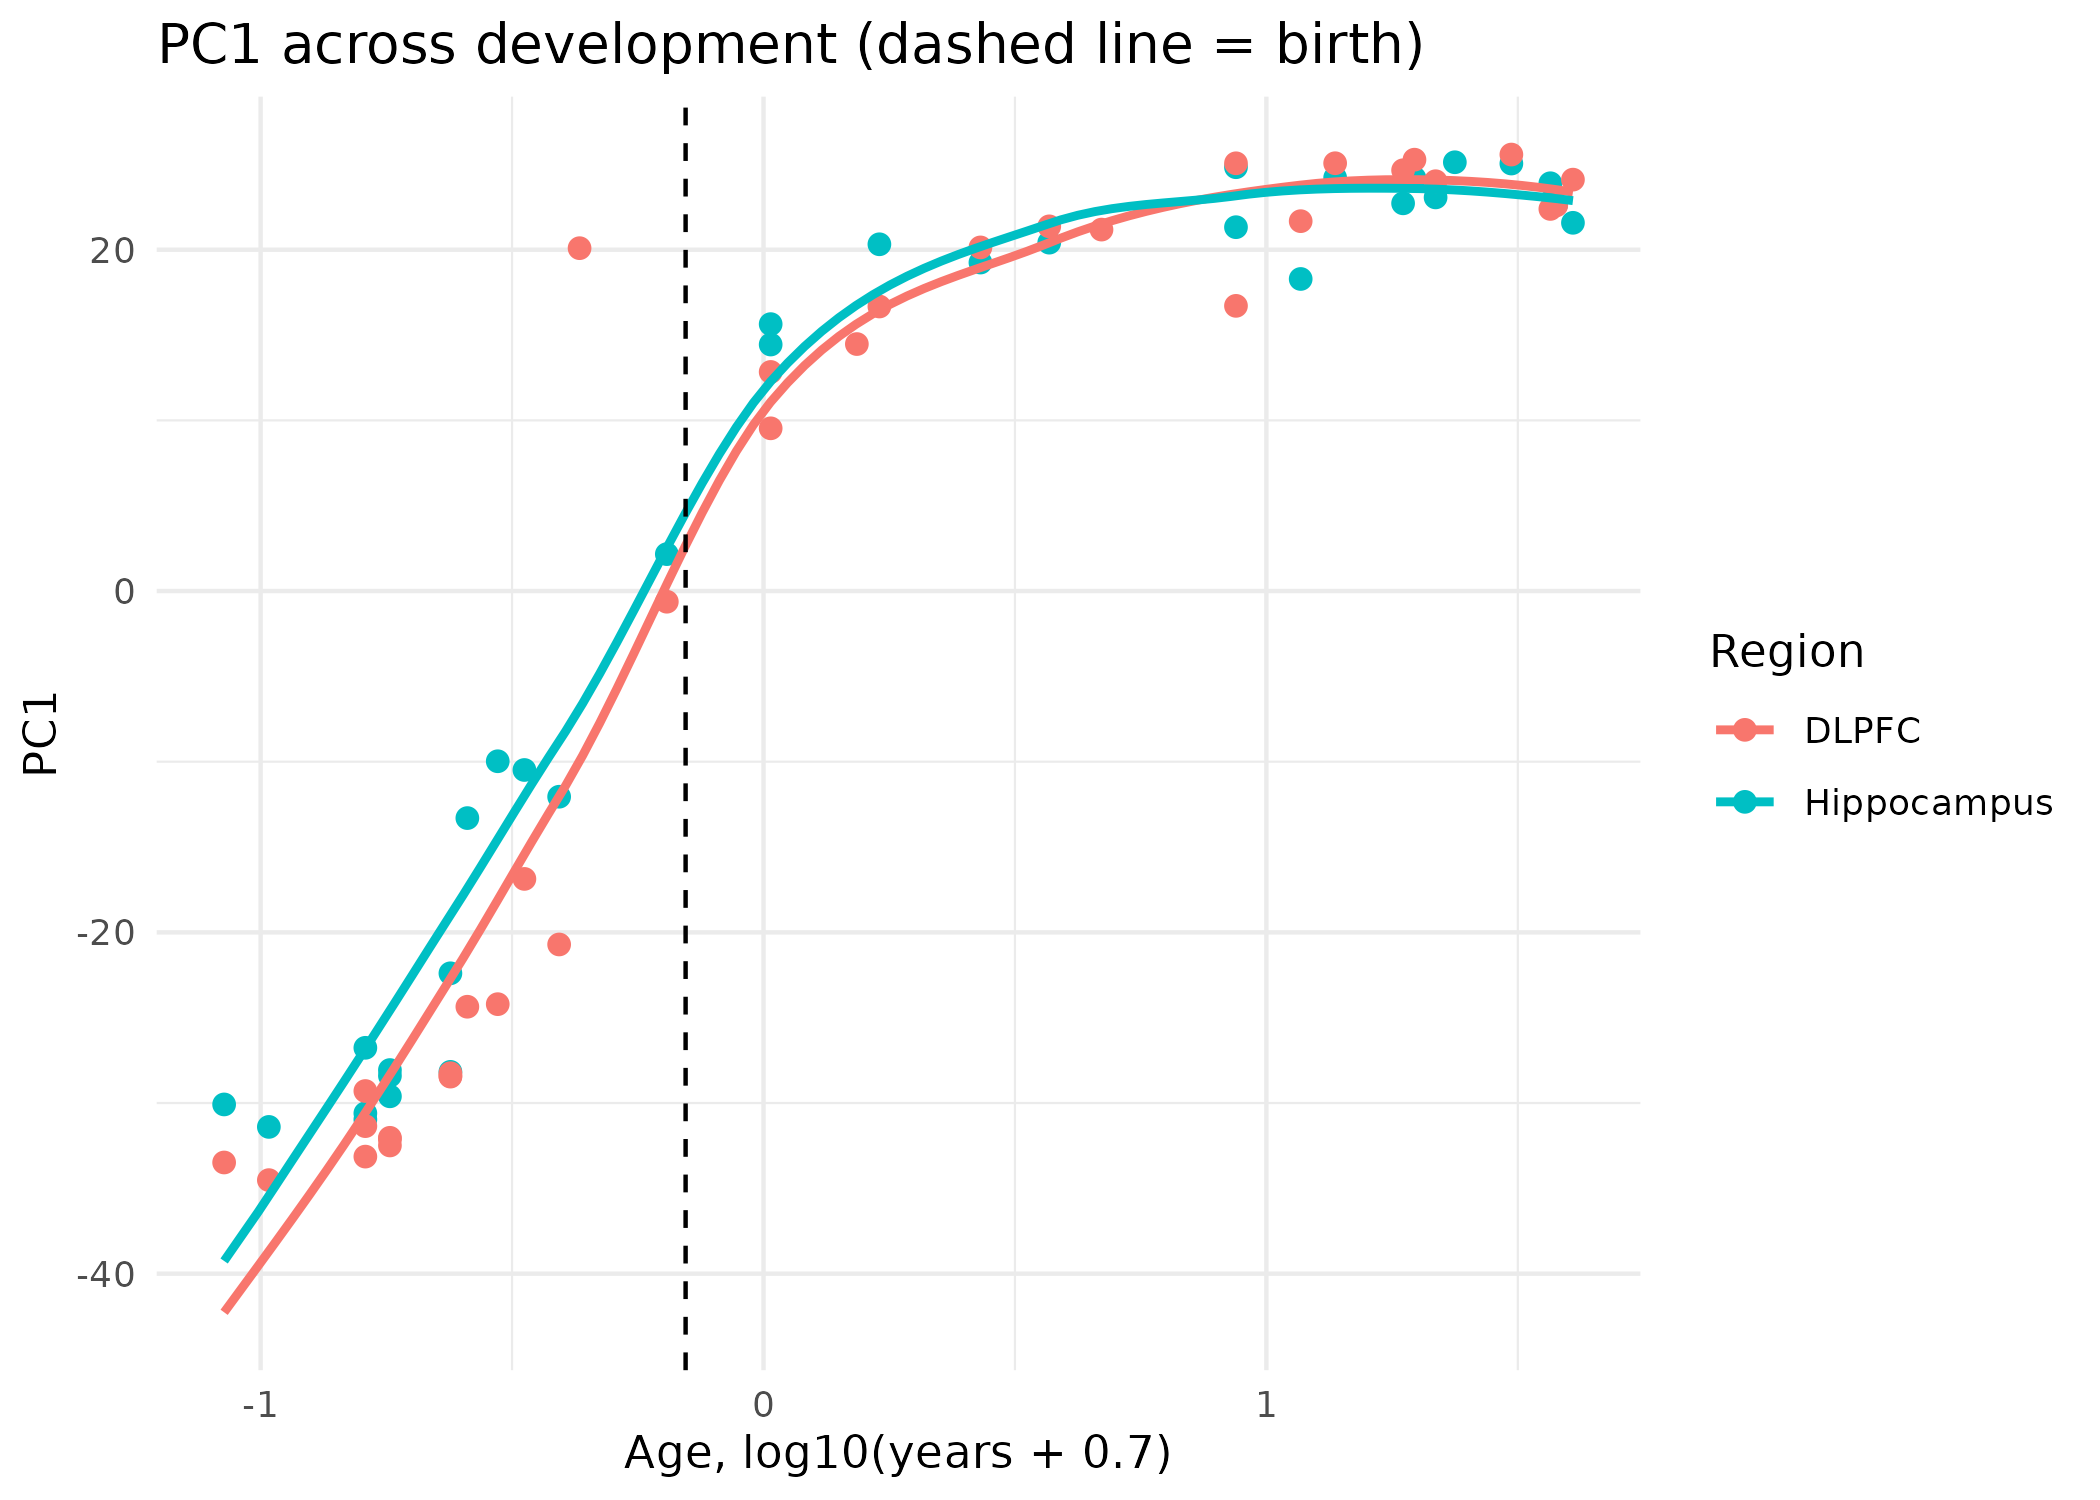 PC1 across development (dashed line = birth)
20
0
-20
-40
PC1
-1
0
1
Age, log10(years + 0.7)
Region
DLPFC
Hippocampus